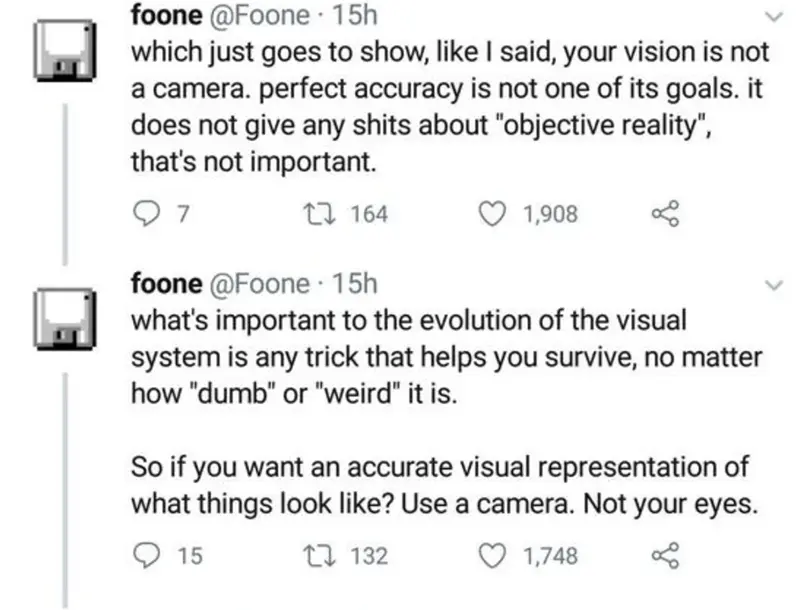 foone @Foone · 15h
which just goes to show, like I said, your vision is not
a camera. perfect accuracy is not one of its goals. it
does not give any shits about "objective reality",
that's not important.
7 164 1,908
foone @Foone · 15h
what's important to the evolution of the visual
system is any trick that helps you survive, no matter
how "dumb" or "weird" it is.
So if you want an accurate visual representation of
what things look like? Use a camera. Not your eyes.
15 132 1,748